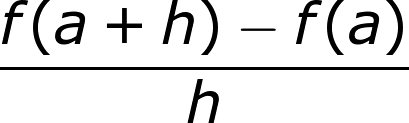 f(a + h) − f(a)
h